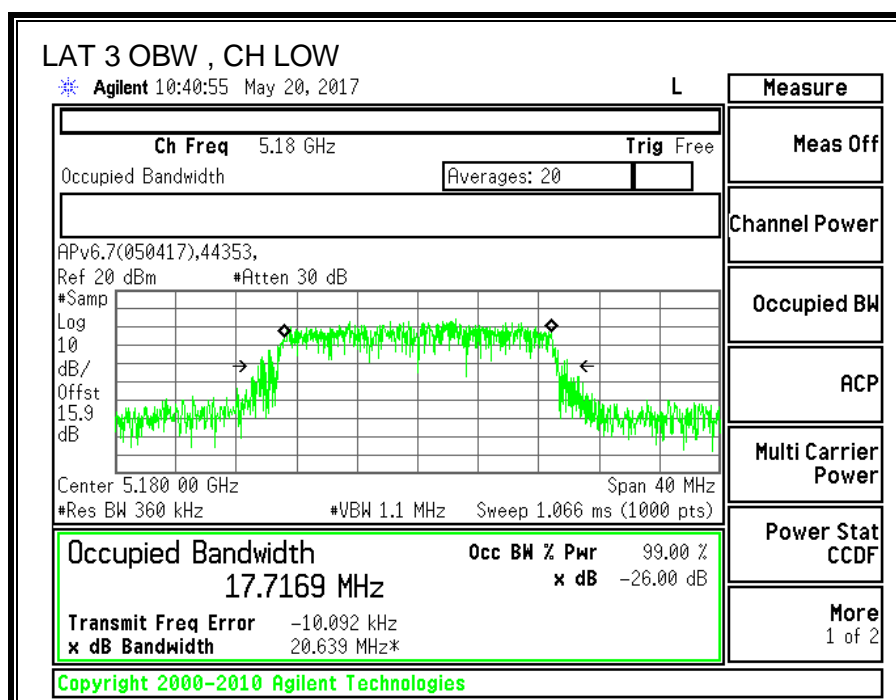 LAT 3 OBW , CH LOW
Agilent 10:40:55 May 20, 2017 L
Measure
Ch Freq 5.18 GHz Trig Free
Occupied Bandwidth Averages: 20
APv6.7(050417),44353,
Ref 20 dBm #Atten 30 dB
#Samp
Log
10
dB/
Offst
15.9
dB
Center 5.180 00 GHz Span 40 MHz
#Res BW 360 kHz #VBW 1.1 MHz Sweep 1.066 ms (1000 pts)
Occupied Bandwidth Occ BW % Pwr 99.00 %
17.7169 MHz x dB -26.00 dB
Transmit Freq Error -10.092 kHz
x dB Bandwidth 20.639 MHz*
Meas Off
Channel Power
Occupied BW
ACP
Multi Carrier
Power
Power Stat
CCDF
More
1 of 2
Copyright 2000-2010 Agilent Technologies